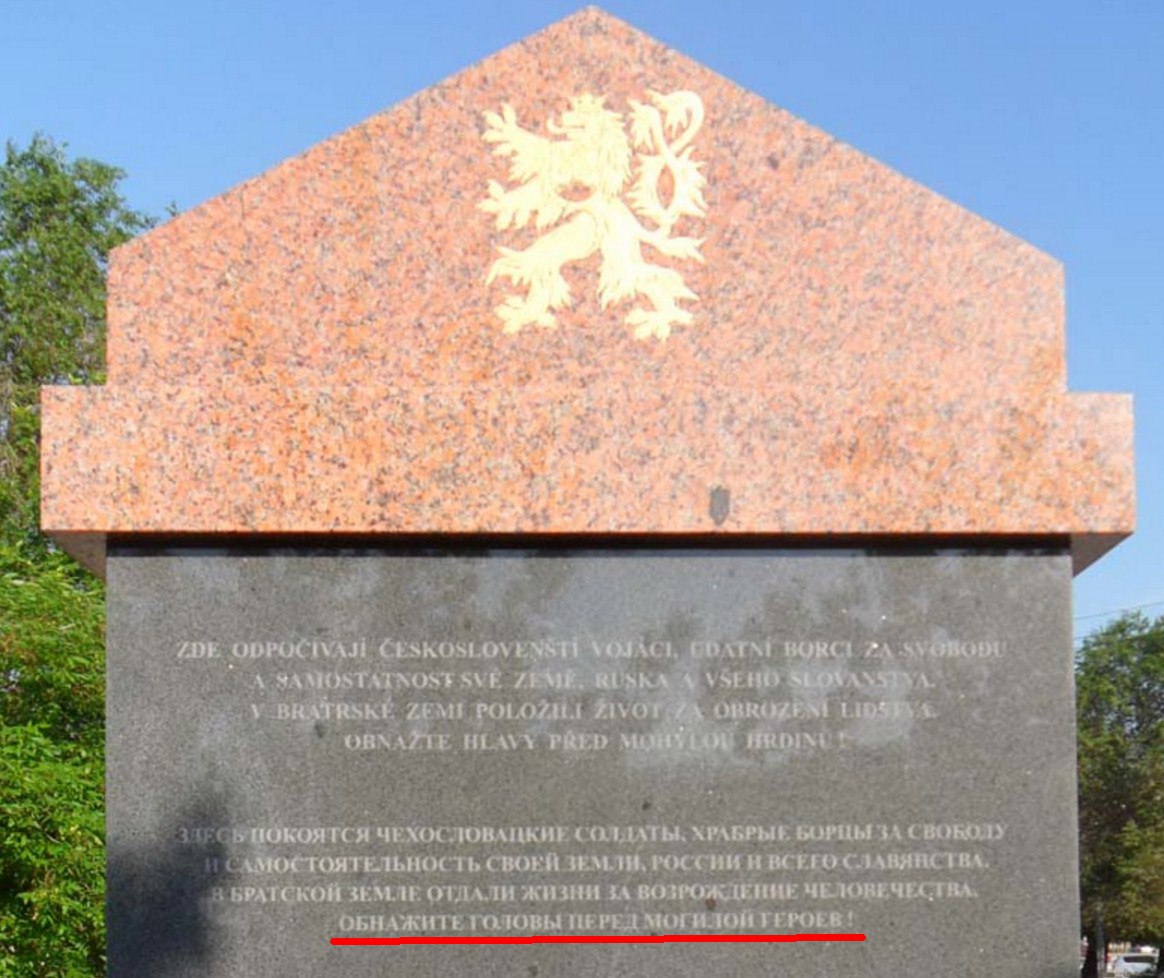 ZDE ODPOČÍVAJÍ ČESKOSLOVENŠTÍ VOJÁCI, UDATNÍ BORCI ZA SVOBODU
A SAMOSTATNOST SVÉ ZEMĚ, RUSKA A VŠEHO SLOVANSTVA.
V BRATRSKÉ ZEMI POLOŽILI ŽIVOT ZA OBROZENÍ LIDSTVA.
OBNAŽTE HLAVY PŘED MOHYLOU HRDINŮ!
ЗДЕСЬ ПОКОЯТСЯ ЧЕХОСЛОВАЦКИЕ СОЛДАТЫ, ХРАБРЫЕ БОРЦЫ ЗА СВОБОДУ
И САМОСТОЯТЕЛЬНОСТЬ СВОЕЙ ЗЕМЛИ, РОССИИ И ВСЕГО СЛАВЯНСТВА.
В БРАТСКОЙ ЗЕМЛЕ ОТДАЛИ ЖИЗНИ ЗА ВОЗРОЖДЕНИЕ ЧЕЛОВЕЧЕСТВА.
ОБНАЖИТЕ ГОЛОВЫ ПЕРЕД МОГИЛОЙ ГЕРОЕВ!